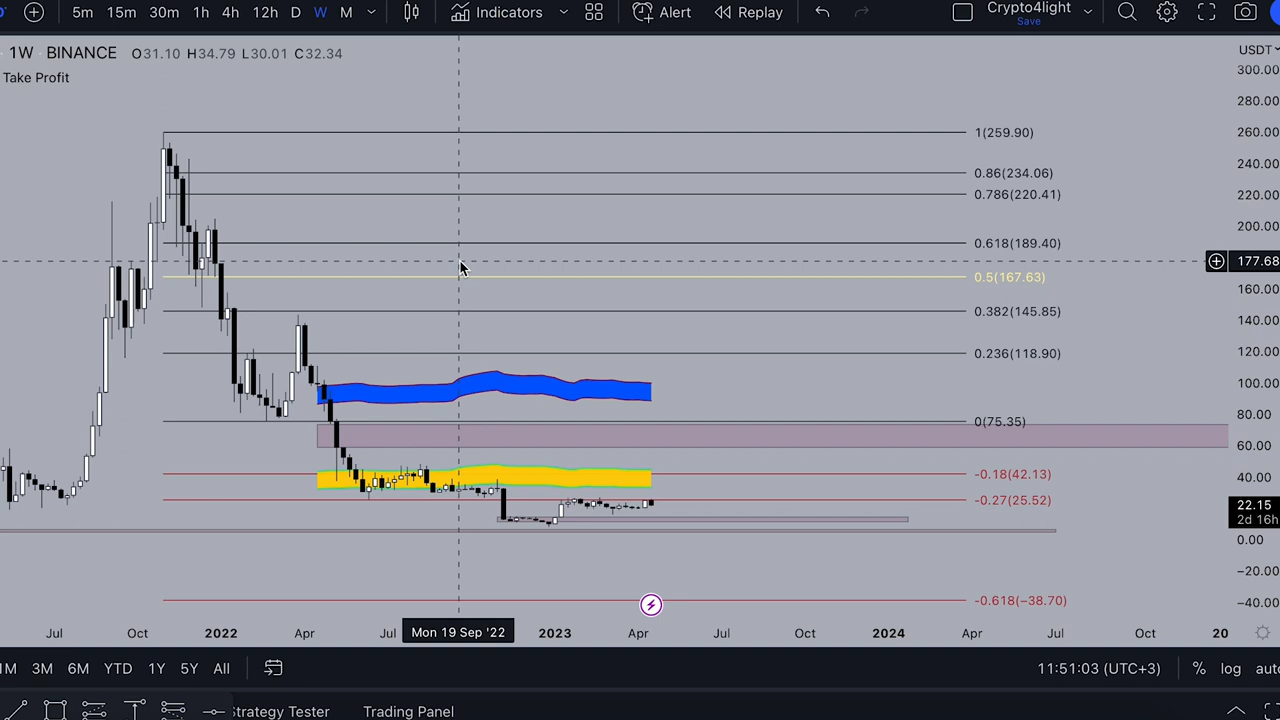 5m 15m 30m 1h 4h 12h D W M Indicators Alert Replay Crypto4light
Save
1W BINANCE O31.10 H34.79 L30.01 C32.34
USDT
Take Profit
300.00
280.00
1(259.90) 260.00
240.00
0.86(234.06)
0.786(220.41) 220.00
200.00
0.618(189.40)
177.68
0.5(167.63)
160.00
0.382(145.85)
140.00
0.236(118.90) 120.00
100.00
80.00
0(75.35)
60.00
-0.18(42.13) 40.00
-0.27(25.52)
22.15
2d 16h
0.00
−20.00
-0.618(−38.70) −40.00
Jul Oct 2022 Apr Jul Mon 19 Sep '22 2023 Apr Jul Oct 2024 Apr Jul Oct 20
1M 3M 6M YTD 1Y 5Y All 11:51:03 (UTC+3) % log auto
Strategy Tester Trading Panel